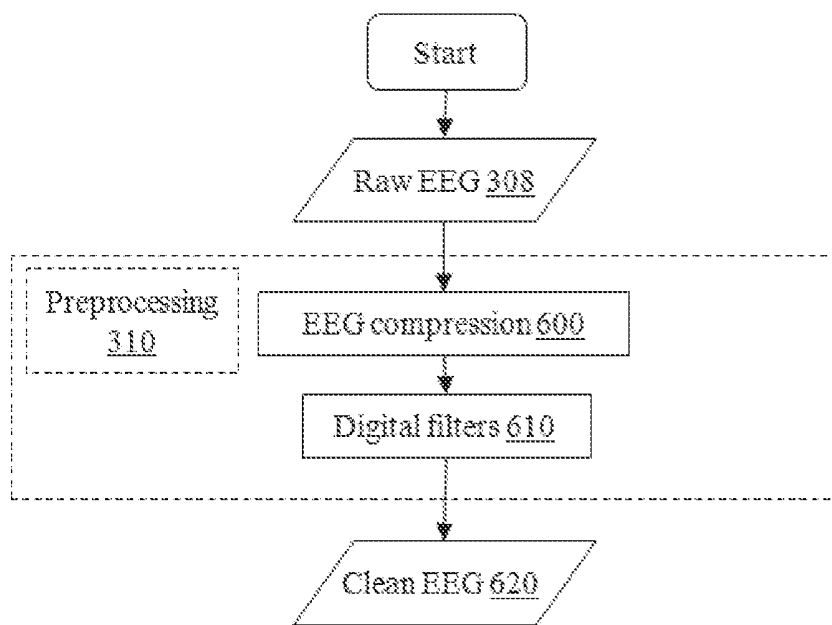 Start
Raw EEG 308
Preprocessing
310
EEG compression 600
Digital filters 610
Clean EEG 620